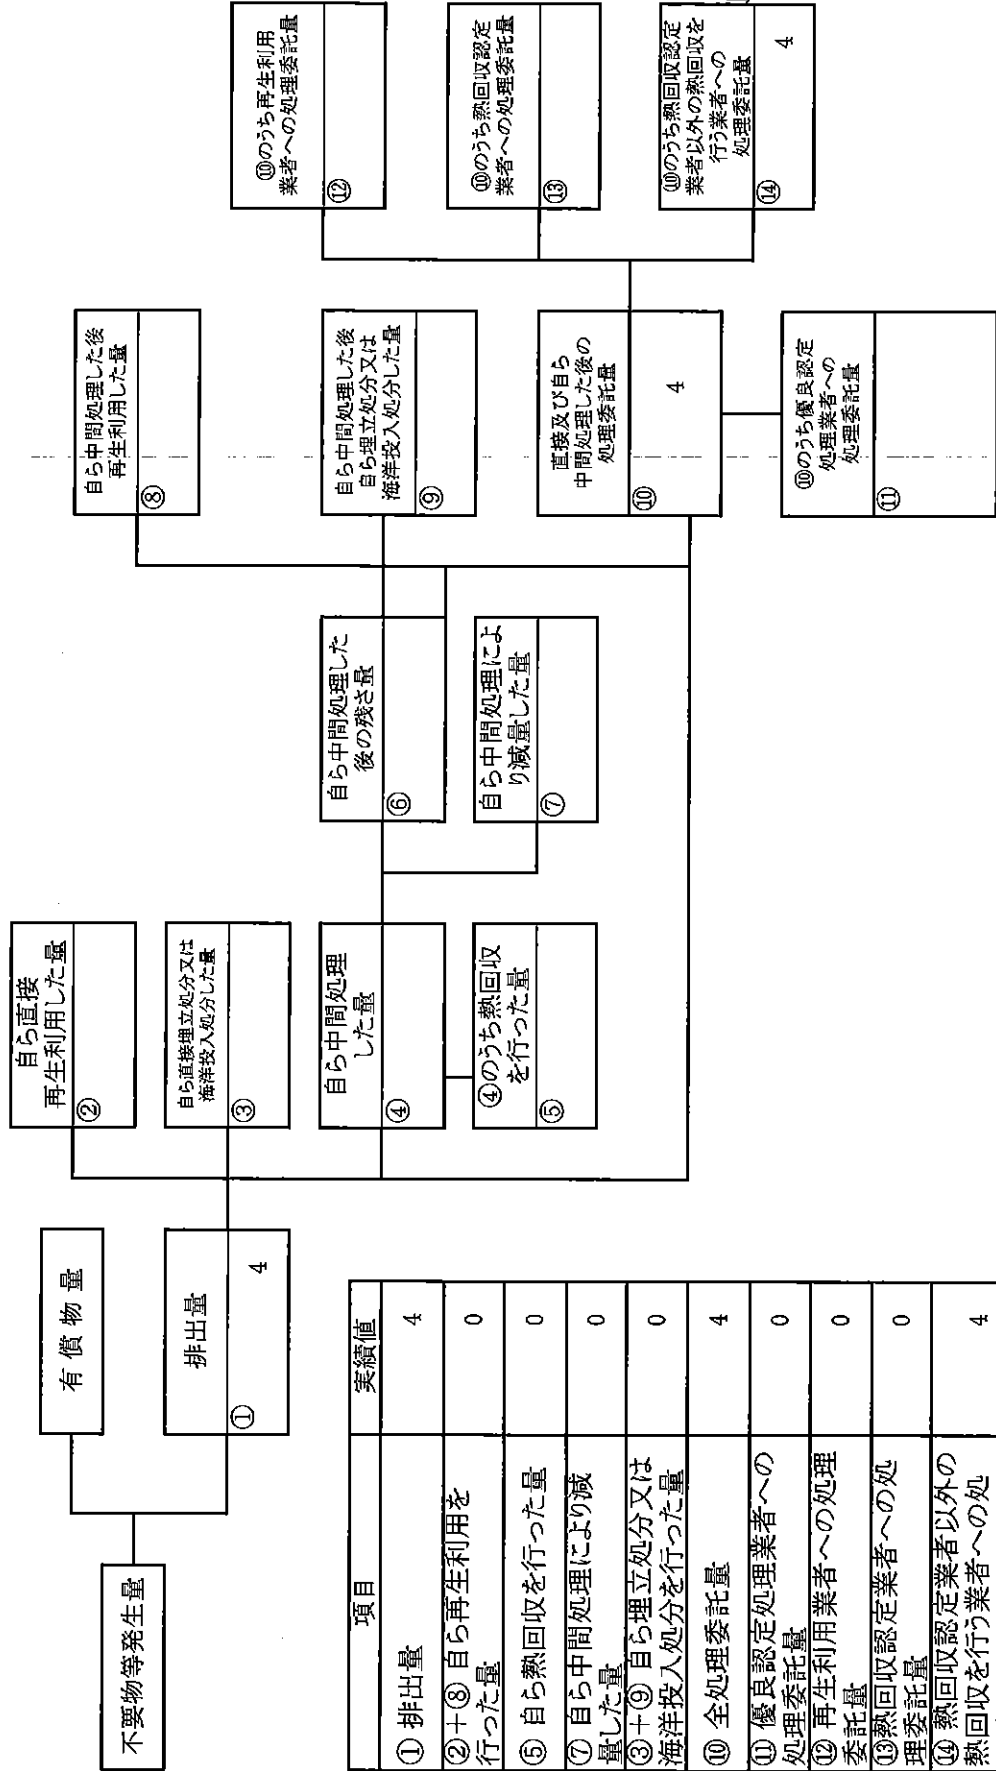 不要物等発生量
有償物量
排出量
①
4
自ら直接
再生利用した量
②
自ら直接埋立処分又は
海洋投入処分した量
③
自ら中間処理
した量
④
④のうち熱回収
を行った量
⑤
自ら中間処理した
後の残さ量
⑥
自ら中間処理によ
り減量した量
⑦
自ら中間処理した後
再生利用した量
⑧
自ら中間処理した後
自ら埋立処分又は
海洋投入処分した量
⑨
直接及び自ら
中間処理した後の
処理委託量
⑩
4
⑩のうち優良認定
処理業者への
処理委託量
⑪
⑩のうち再生利用
業者への処理委託量
⑫
⑩のうち熱回収認定
業者への処理委託量
⑬
⑩のうち熱回収認定
業者以外の熱回収を
行う業者への
処理委託量
⑭
4
項目 実績値
① 排出量 4
②+⑧ 自ら再生利用を
行った量 0
⑤ 自ら熱回収を行った量 0
⑦ 自ら中間処理により減
量した量 0
③+⑨ 自ら埋立処分又は
海洋投入処分を行った量 0
⑩ 全処理委託量 4
⑪ 優良認定処理業者への
処理委託量 0
⑫ 再生利用業者への処理
委託量 0
⑬熱回収認定業者への処
理委託量 0
⑭ 熱回収認定業者以外の
熱回収を行う業者への処 4